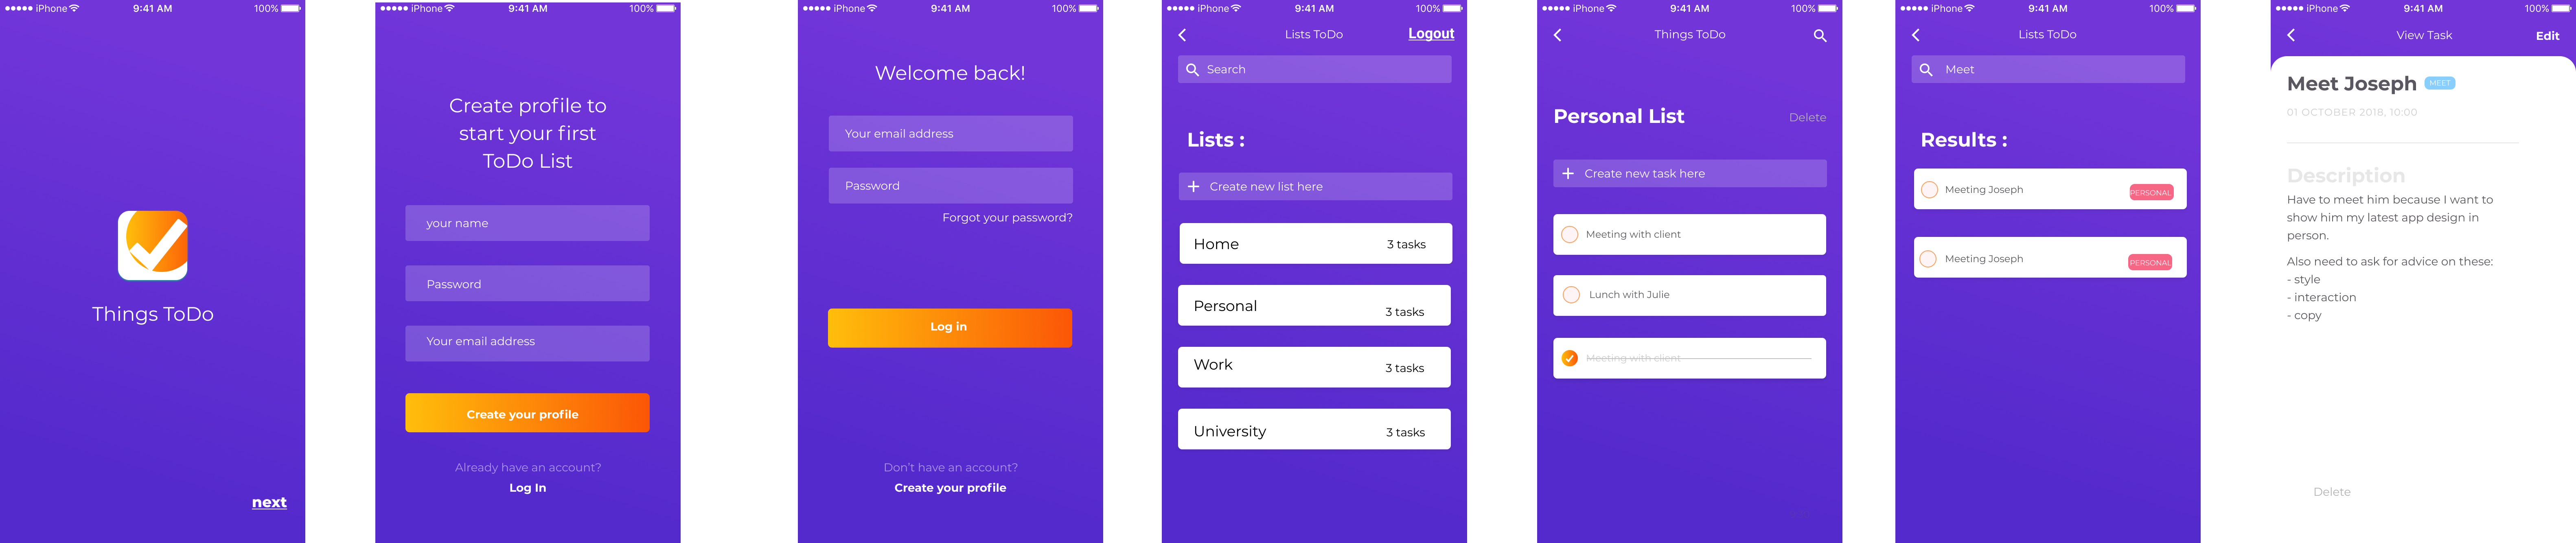 iPhone 9:41 AM 100%
Things ToDo
next
iPhone 9:41 AM 100%
Create profile to
start your first
ToDo List
your name
Password
Your email address
Create your profile
Already have an account?
Log In
iPhone 9:41 AM 100%
Welcome back!
Your email address
Password
Forgot your password?
Log in
Don't have an account?
Create your profile
iPhone 9:41 AM 100%
Lists ToDo Logout
Search
Lists :
+ Create new list here
Home 3 tasks
Personal 3 tasks
Work 3 tasks
University 3 tasks
iPhone 9:41 AM 100%
Things ToDo
Personal List Delete
+ Create new task here
Meeting with client
Lunch with Julie
Meeting with client
iPhone 9:41 AM 100%
Lists ToDo
Meet
Results :
Meeting Joseph PERSONAL
Meeting Joseph PERSONAL
iPhone 9:41 AM 100%
View Task Edit
Meet Joseph MEET
01 OCTOBER 2018, 10:00
Description
Have to meet him because I want to
show him my latest app design in
person.
Also need to ask for advice on these:
- style
- interaction
- copy
Delete